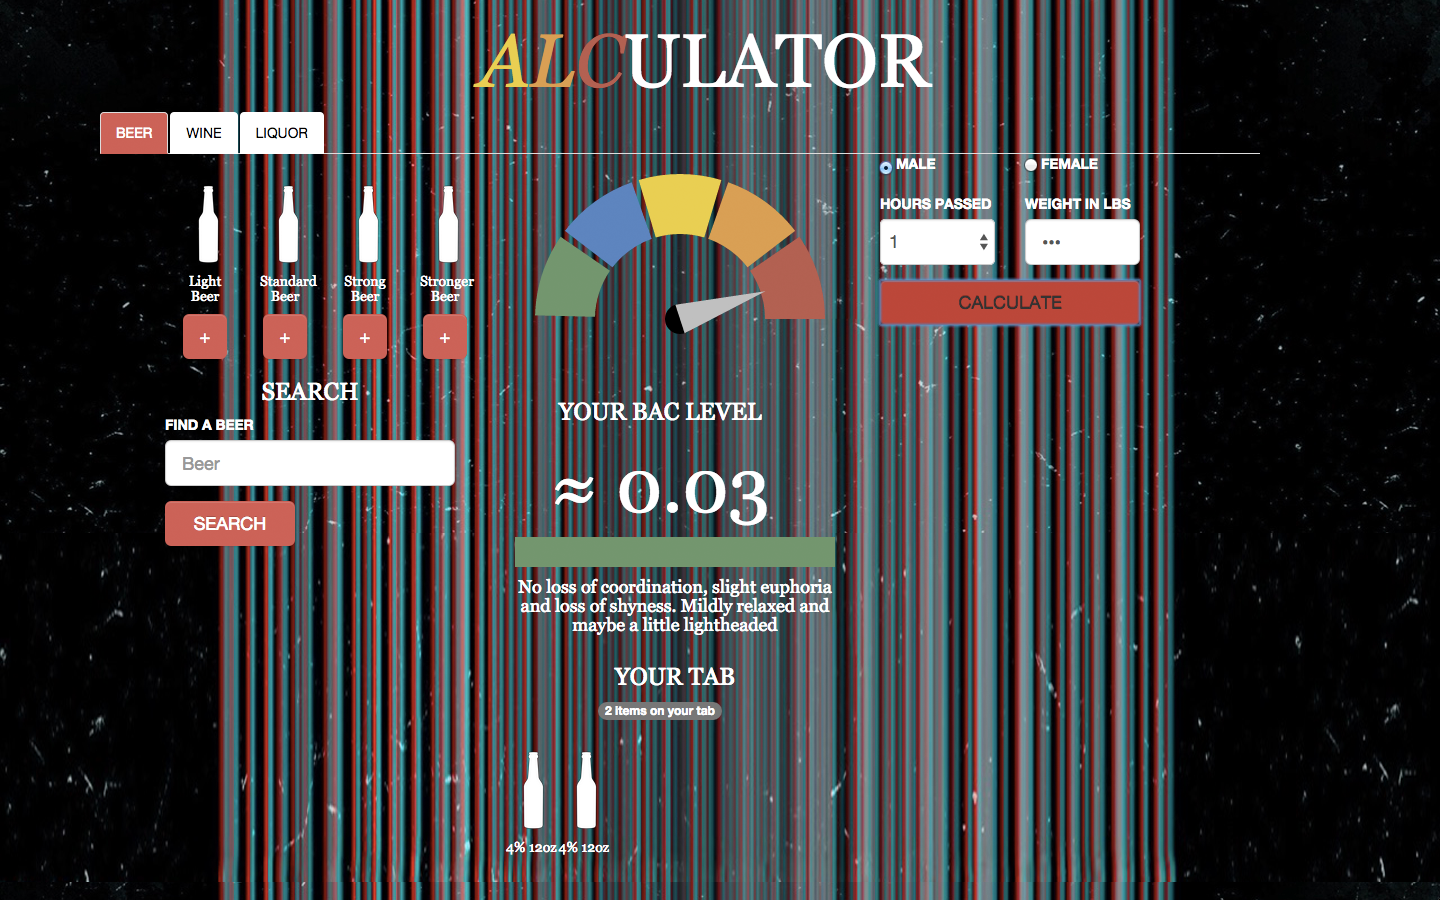 ALCULATOR
BEER WINE LIQUOR
Light Beer
Standard Beer
Strong Beer
Stronger Beer
+ + + +
SEARCH
FIND A BEER
Beer
SEARCH
YOUR BAC LEVEL
≈ 0.03
No loss of coordination, slight euphoria
and loss of shyness. Mildly relaxed and
maybe a little lightheaded
YOUR TAB
2 items on your tab
4% 12oz 4% 12oz
MALE FEMALE
HOURS PASSED WEIGHT IN LBS
1 •••
CALCULATE